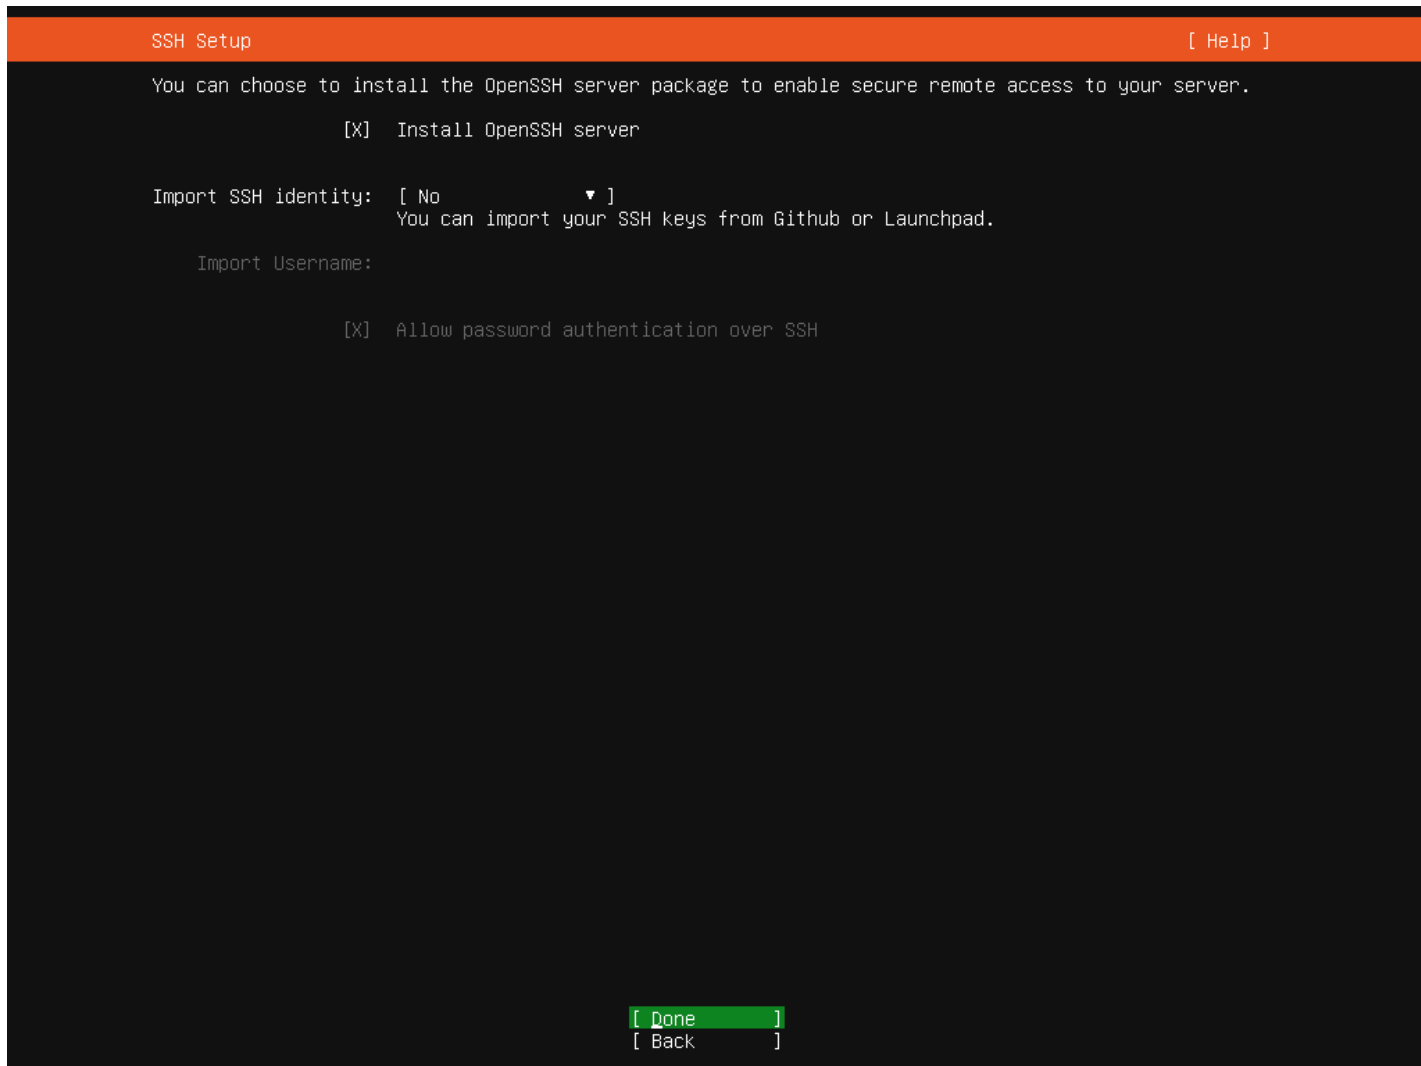 SSH Setup [ Help ]
You can choose to install the OpenSSH server package to enable secure remote access to your server.
[X] Install OpenSSH server
Import SSH identity: [ No ▾ ]
You can import your SSH keys from Github or Launchpad.
Import Username:
[X] Allow password authentication over SSH
[ Done ]
[ Back ]